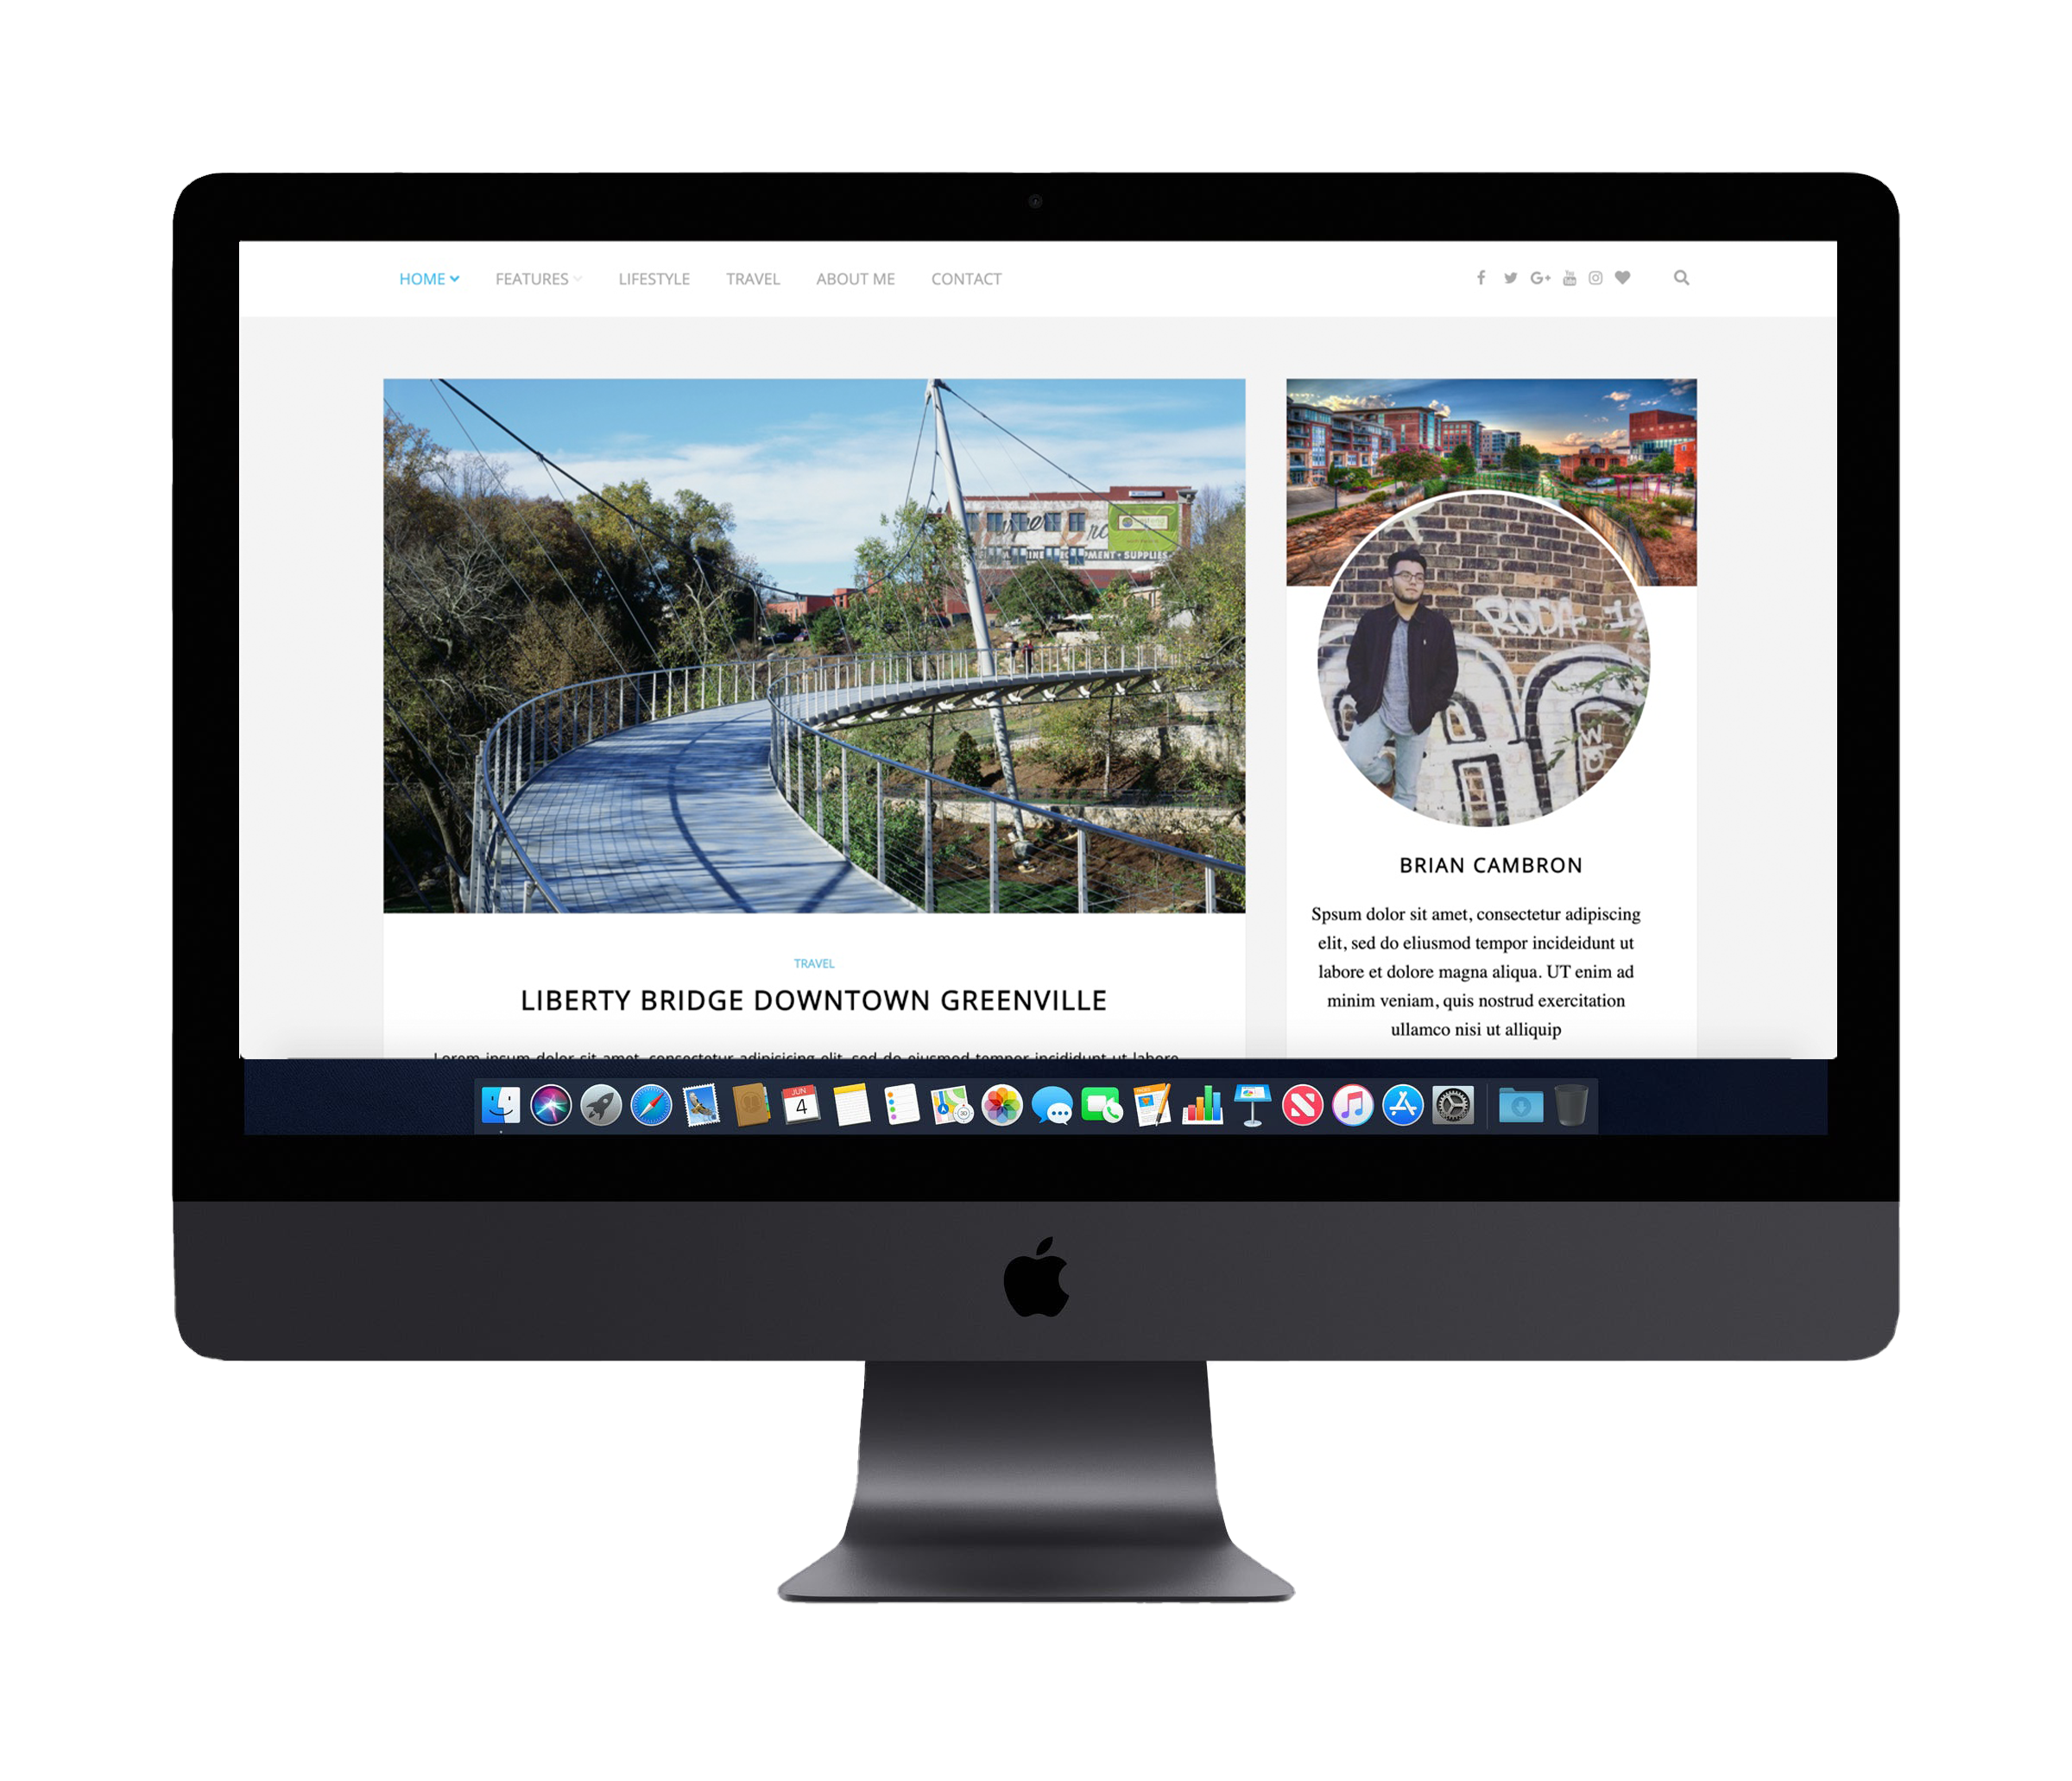 HOME
FEATURES
LIFESTYLE
TRAVEL
ABOUT ME
CONTACT
MENT + SUPPLIES
RODA
BRIAN CAMBRON
Spsum dolor sit amet, consectetur adipiscing
elit, sed do eliusmod tempor incideidunt ut
labore et dolore magna aliqua. UT enim ad
minim veniam, quis nostrud exercitation
ullamco nisi ut alliquip
TRAVEL
LIBERTY BRIDGE DOWNTOWN GREENVILLE
Lorem ipsum dolor sit amet, consectetur adipisicing elit, sed do eiusmod tempor incididunt ut labore
JUN
4